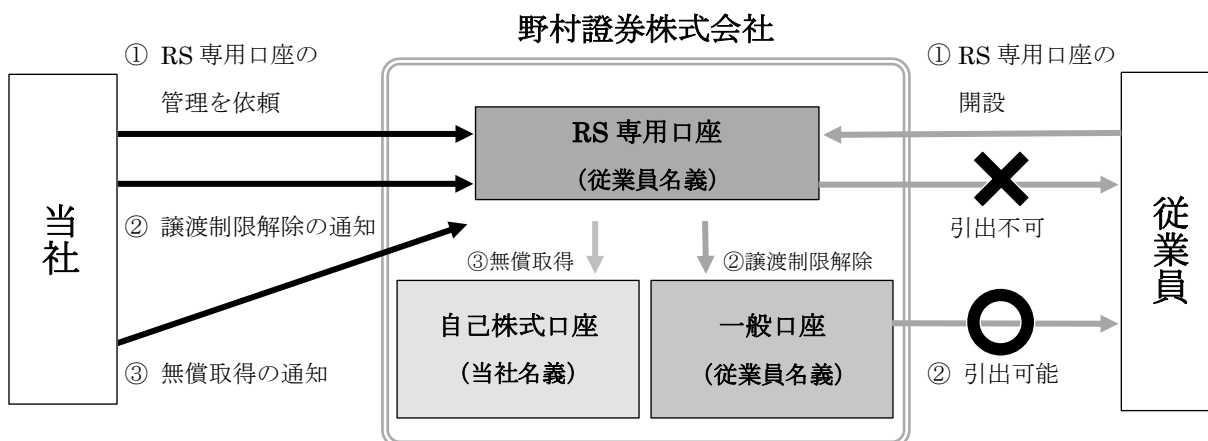 野村證券株式会社
① RS 専用口座の
管理を依頼
① RS 専用口座の
開設
RS 専用口座
(従業員名義)
当社
② 譲渡制限解除の通知
引出不可
従業員
③無償取得
②譲渡制限解除
自己株式口座
(当社名義)
一般口座
(従業員名義)
③ 無償取得の通知
② 引出可能